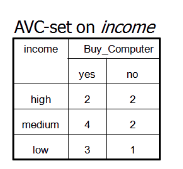 AVC-set on income
income Buy_Computer
yes no
high 2 2
medium 4 2
low 3 1